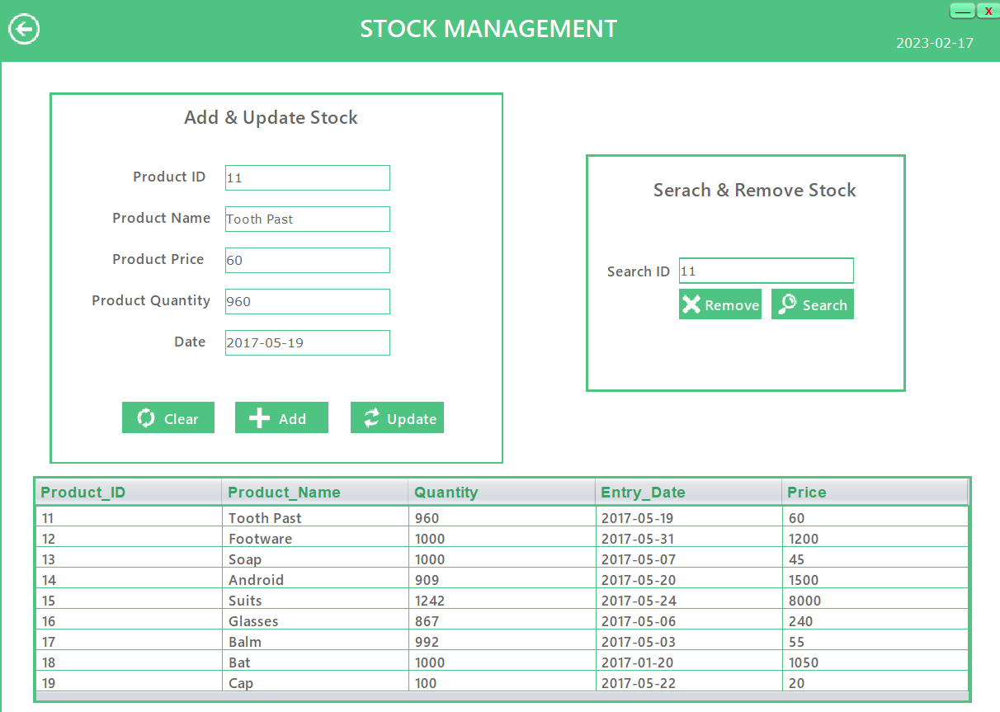 STOCK MANAGEMENT
X
2023-02-17
Add & Update Stock
Product ID 11
Product Name Tooth Past
Product Price 60
Product Quantity 960
Date 2017-05-19
Clear Add Update
Serach & Remove Stock
Search ID 11
Remove Search
Product_ID Product_Name Quantity Entry_Date Price
11 Tooth Past 960 2017-05-19 60
12 Footware 1000 2017-05-31 1200
13 Soap 1000 2017-05-07 45
14 Android 909 2017-05-20 1500
15 Suits 1242 2017-05-24 8000
16 Glasses 867 2017-05-06 240
17 Balm 992 2017-05-03 55
18 Bat 1000 2017-01-20 1050
19 Cap 100 2017-05-22 20